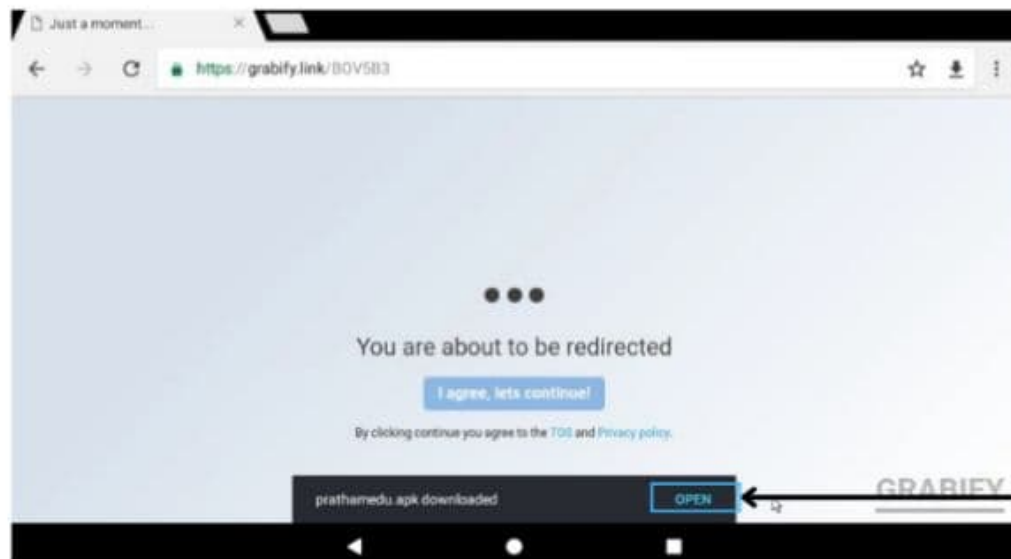 Just a moment...
https://grabify.link/B0V5B3
You are about to be redirected
I agree, lets continue!
By clicking continue you agree to the TOS and Privacy policy.
prathamedu.apk downloaded
OPEN
GRABIFY